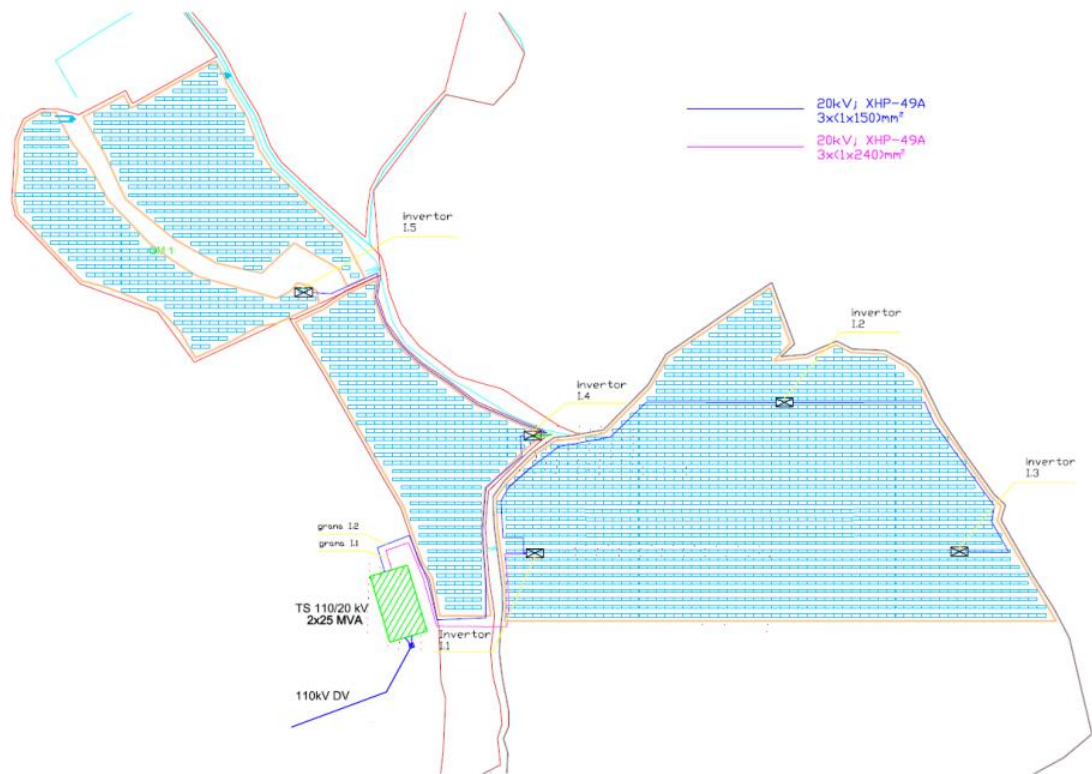 20kV; XHP-49A
3x(1x150)mm²
20kV; XHP-49A
3x(1x240)mm²
Invertor
I.5
Invertor
I.2
Invertor
I.4
Invertor
I.3
grana I.2
grana I.1
TS 110/20 kV
2x25 MVA
Invertor
I.1
110kV DV